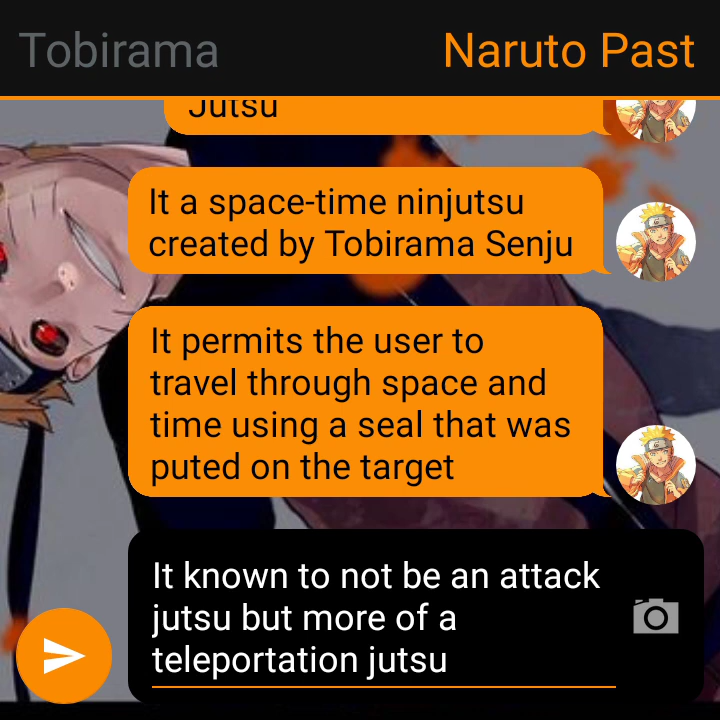 Tobirama
Naruto Past
Jutsu
It a space-time ninjutsu
created by Tobirama Senju
It permits the user to
travel through space and
time using a seal that was
puted on the target
It known to not be an attack
jutsu but more of a
teleportation jutsu